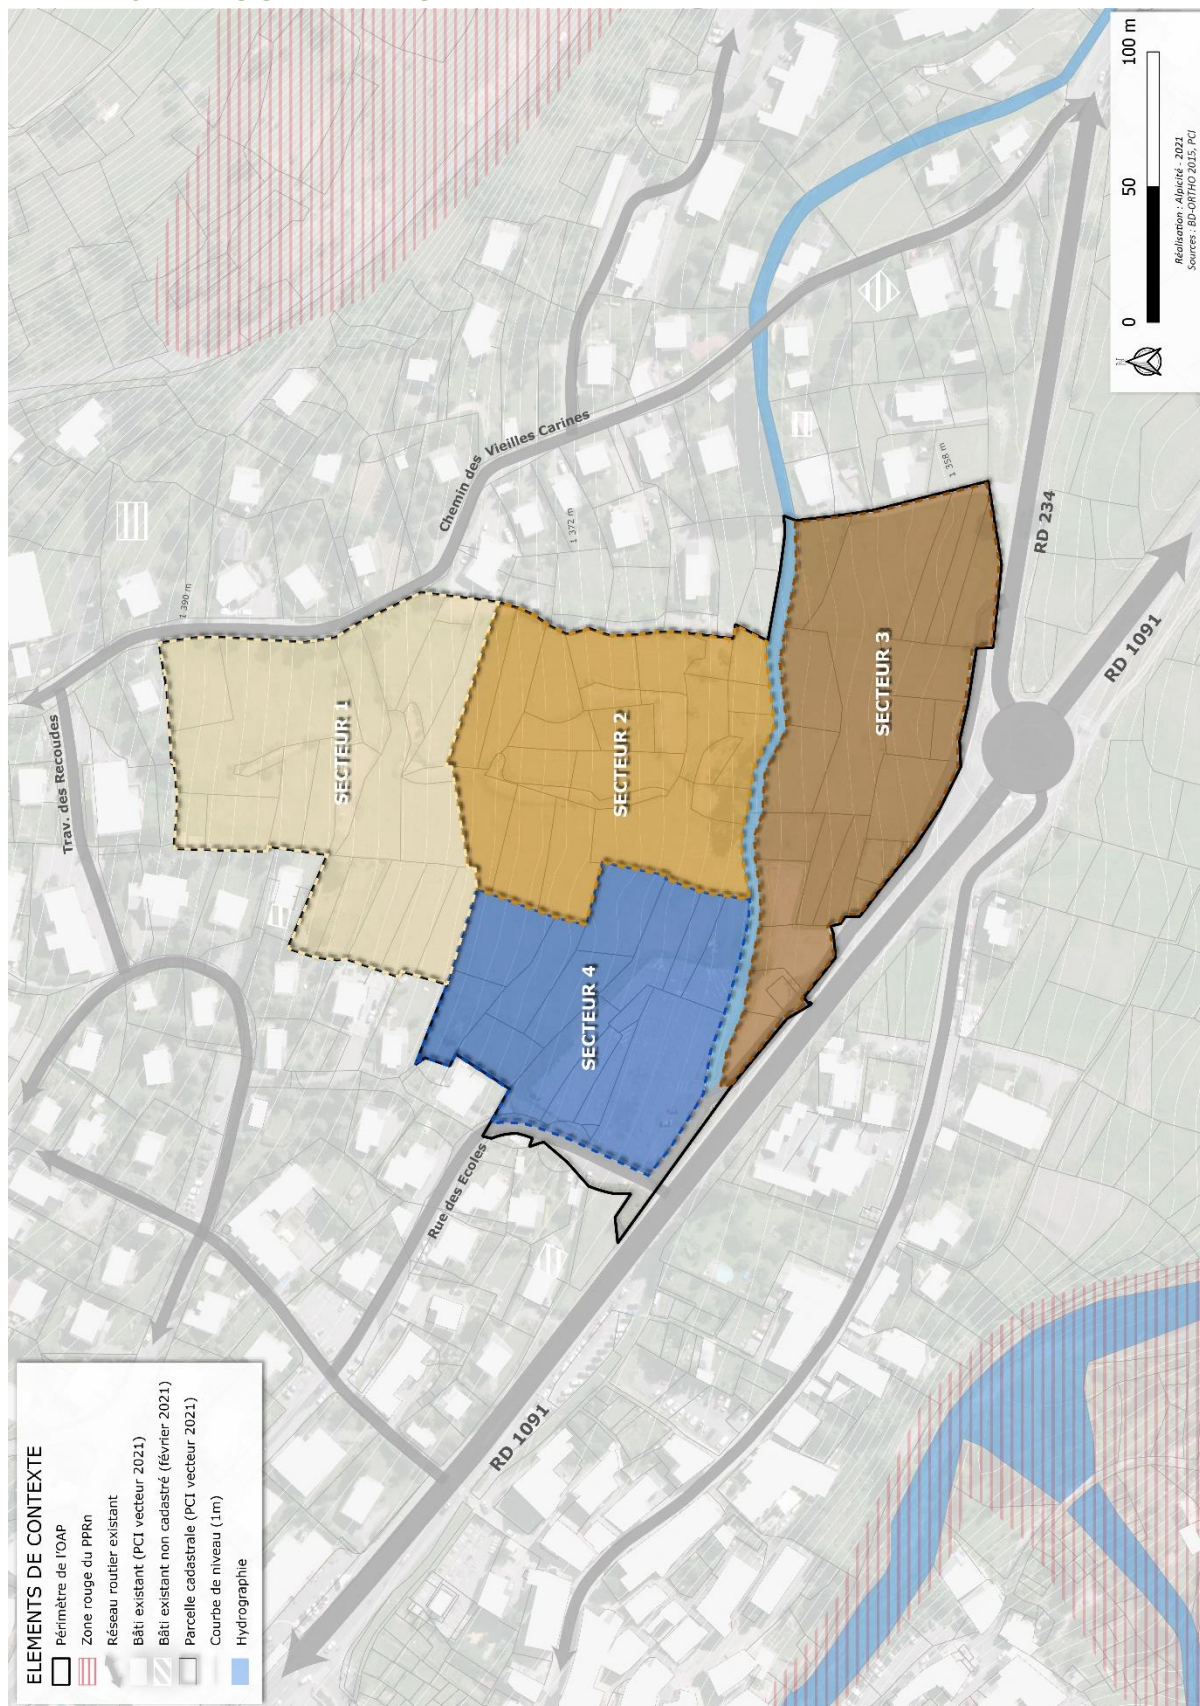 ELEMENTS DE CONTEXTE
Périmètre de l'OAP
Zone rouge du PPRn
Réseau routier existant
Bâti existant (PCI vecteur 2021)
Bâti existant non cadastré (février 2021)
Parcelle cadastrale (PCI vecteur 2021)
Courbe de niveau (1m)
Hydrographie
Trav. des Recoudes
1 390 m
Chemin des Vieilles Carines
1 372 m
SECTEUR 1
SECTEUR 2
SECTEUR 4
SECTEUR 3
Rue des Ecoles
1 358 m
RD 234
RD 1091
RD 1091
N
0 50 100 m
Réalisation : Alpicité - 2021
Sources : BD-ORTHO 2015, PCI